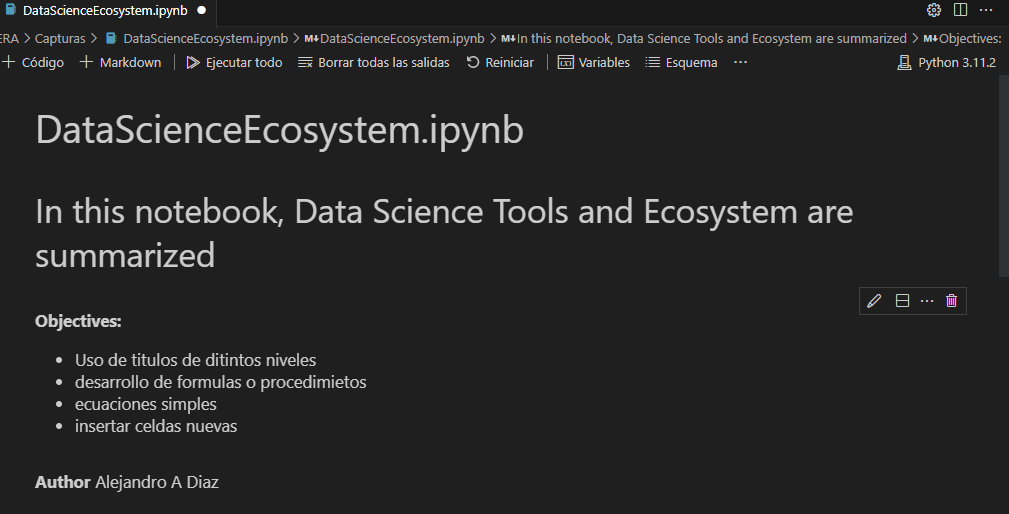 DataScienceEcosystem.ipynb
ERA > Capturas > DataScienceEcosystem.ipynb > M↓DataScienceEcosystem.ipynb > M↓In this notebook, Data Science Tools and Ecosystem are summarized > M↓Objectives:
+ Código + Markdown Ejecutar todo Borrar todas las salidas Reiniciar Variables Esquema ··· Python 3.11.2
DataScienceEcosystem.ipynb
In this notebook, Data Science Tools and Ecosystem are
summarized
Objectives:
• Uso de titulos de ditintos niveles
• desarrollo de formulas o procedimietos
• ecuaciones simples
• insertar celdas nuevas
Author Alejandro A Diaz